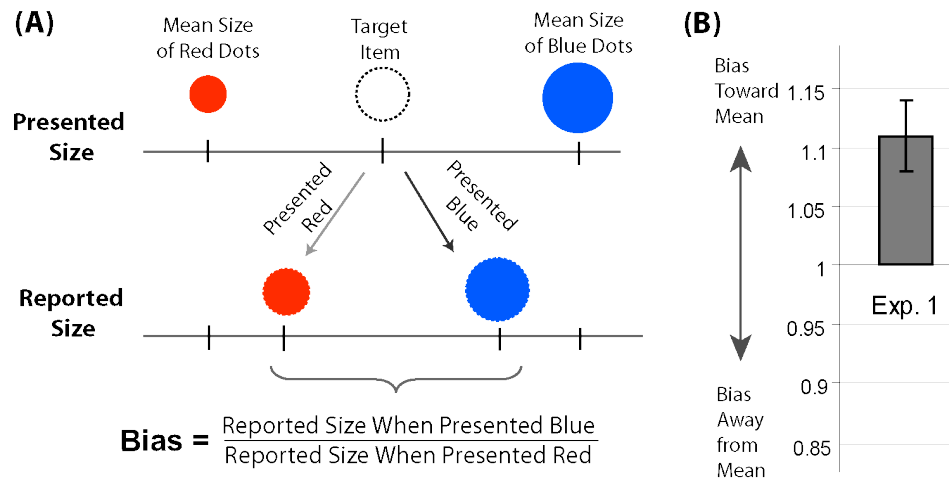 (A)
Mean Size
of Red Dots
Target
Item
Mean Size
of Blue Dots
Presented
Size
Presented
Red
Presented
Blue
Reported
Size
Bias = Reported Size When Presented Blue
Reported Size When Presented Red
(B)
Bias
Toward
Mean
Bias
Away
from
Mean
1.15
1.1
1.05
1
0.95
0.9
0.85
Exp. 1